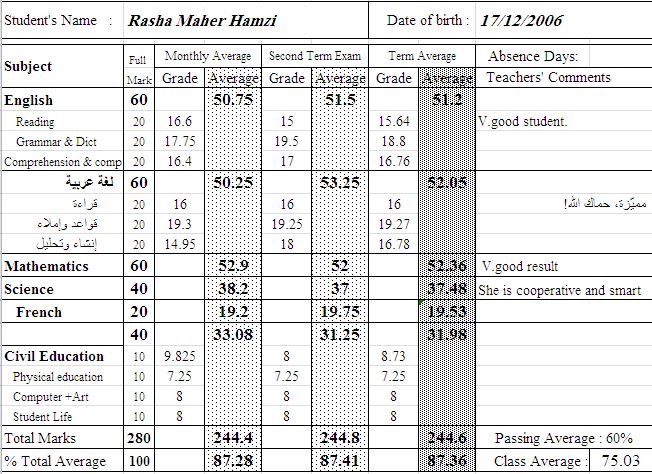 Student's Name : Rasha Maher Hamzi Date of birth : 17/12/2006
Subject Full Mark Monthly Average Second Term Exam Term Average Absence Days:
Grade Average Grade Average Grade Average Teachers' Comments
English 60 50.75 51.5 51.2
Reading 20 16.6 15 15.64 V.good student.
Grammar & Dict 20 17.75 19.5 18.8
Comprehension & comp 20 16.4 17 16.76
لغة عربية 60 50.25 53.25 52.05
قراءة 20 16 16 16 مميّزة، حماك الله!
قواعد وإملاء 20 19.3 19.25 19.27
إنشاء وتحليل 20 14.95 18 16.78
Mathematics 60 52.9 52 52.36 V.good result
Science 40 38.2 37 37.48 She is cooperative and smart
French 20 19.2 19.75 19.53
40 33.08 31.25 31.98
Civil Education 10 9.825 8 8.73
Physical education 10 7.25 7.25 7.25
Computer +Art 10 8 8 8
Student Life 10 8 8 8
Total Marks 280 244.4 244.8 244.6 Passing Average : 60%
% Total Average 100 87.28 87.41 87.36 Class Average : 75.03